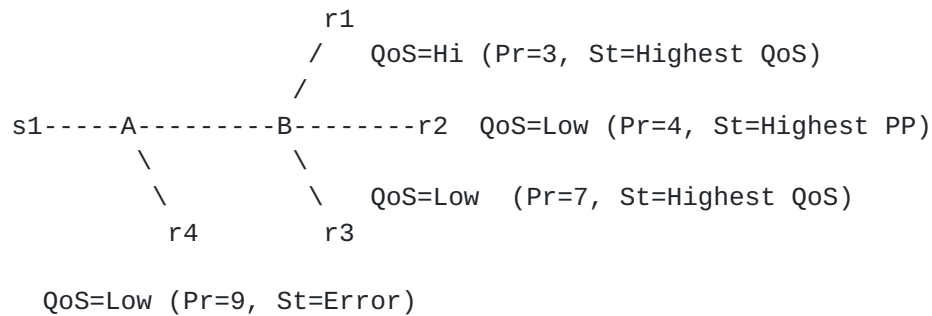 r1
/ QoS=Hi (Pr=3, St=Highest QoS)
/
s1-----A---------B--------r2 QoS=Low (Pr=4, St=Highest PP)
\ \
\ \ QoS=Low (Pr=7, St=Highest QoS)
r4 r3
QoS=Low (Pr=9, St=Error)